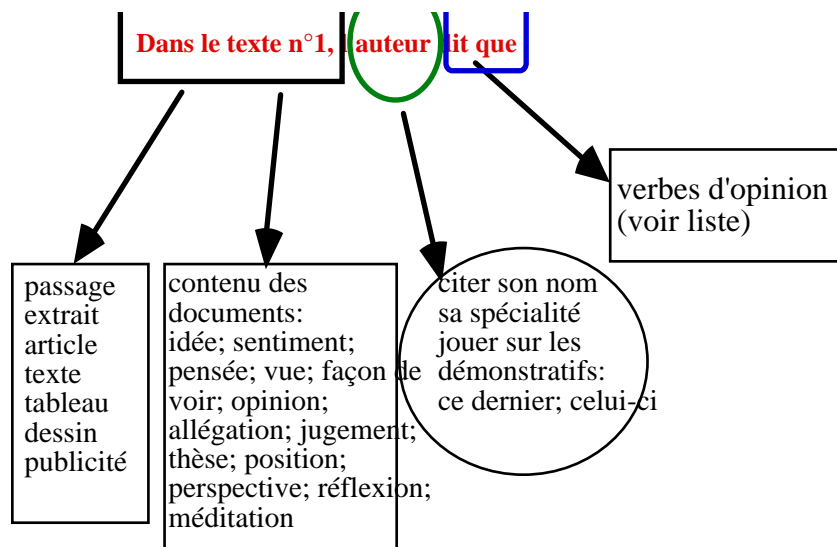 Dans le texte n°1, l'auteur dit que
verbes d'opinion
(voir liste)
passage
extrait
article
texte
tableau
dessin
publicité
contenu des
documents:
idée; sentiment;
pensée; vue; façon de
voir; opinion;
allégation; jugement;
thèse; position;
perspective; réflexion;
méditation
citer son nom
sa spécialité
jouer sur les
démonstratifs:
ce dernier; celui-ci